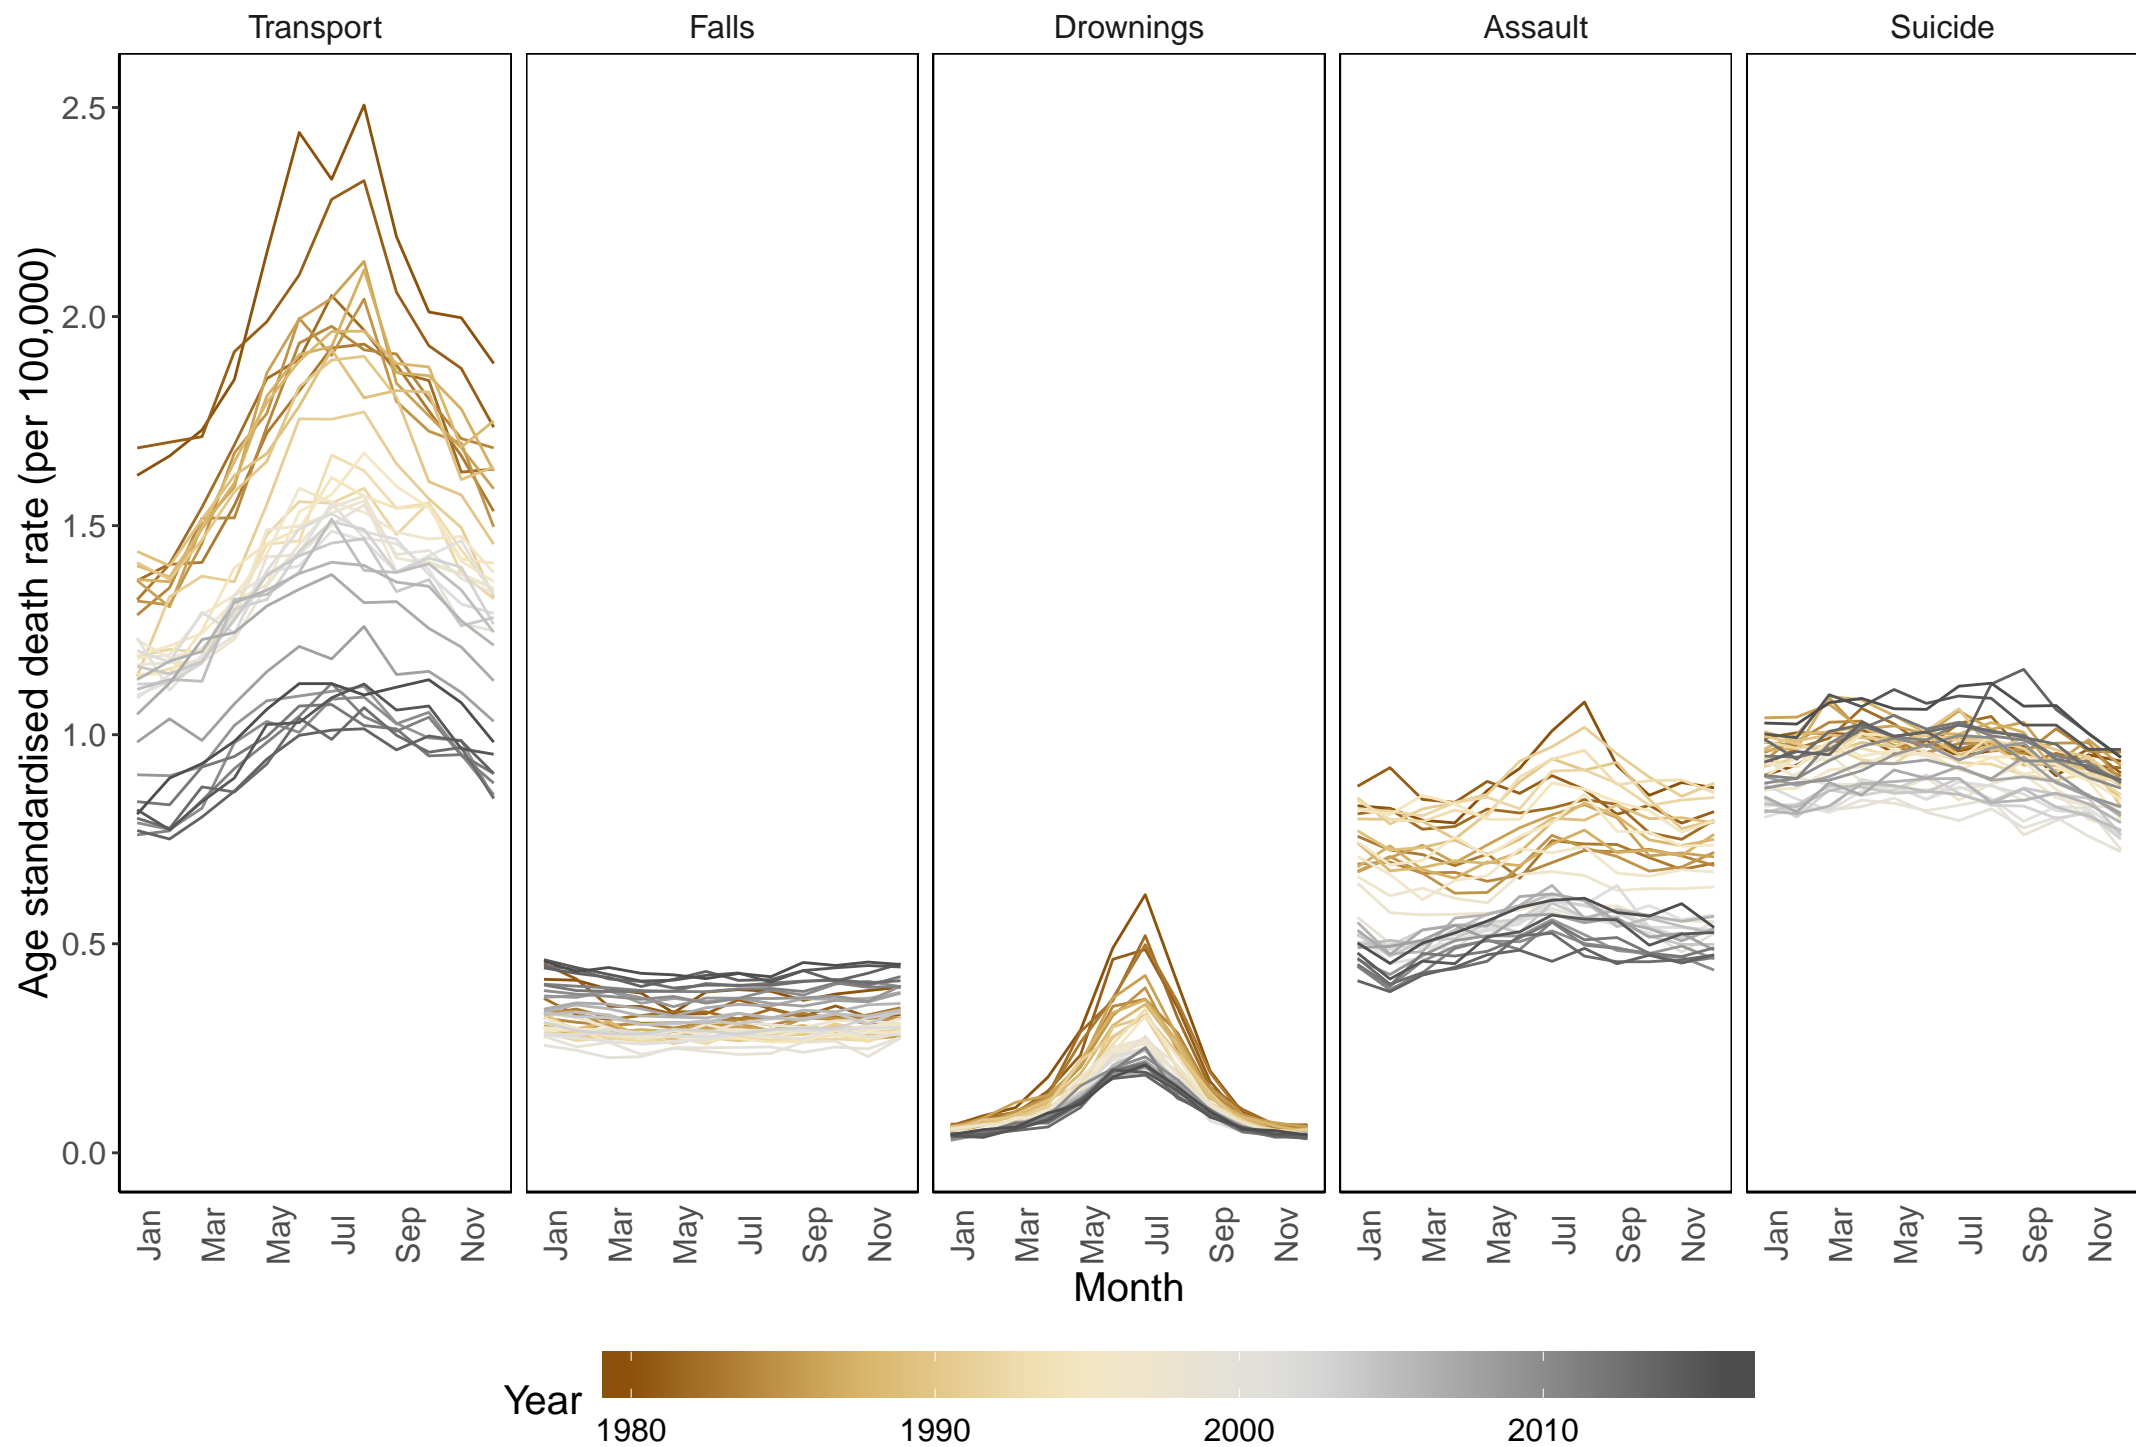 Transport Falls Drownings Assault Suicide
Age standardised death rate (per 100,000)
2.5
2.0
1.5
1.0
0.5
0.0
Jan Mar May Jul Sep Nov Jan Mar May Jul Sep Nov Jan Mar May Jul Sep Nov Jan Mar May Jul Sep Nov Jan Mar May Jul Sep Nov
Month
Year
1980 1990 2000 2010